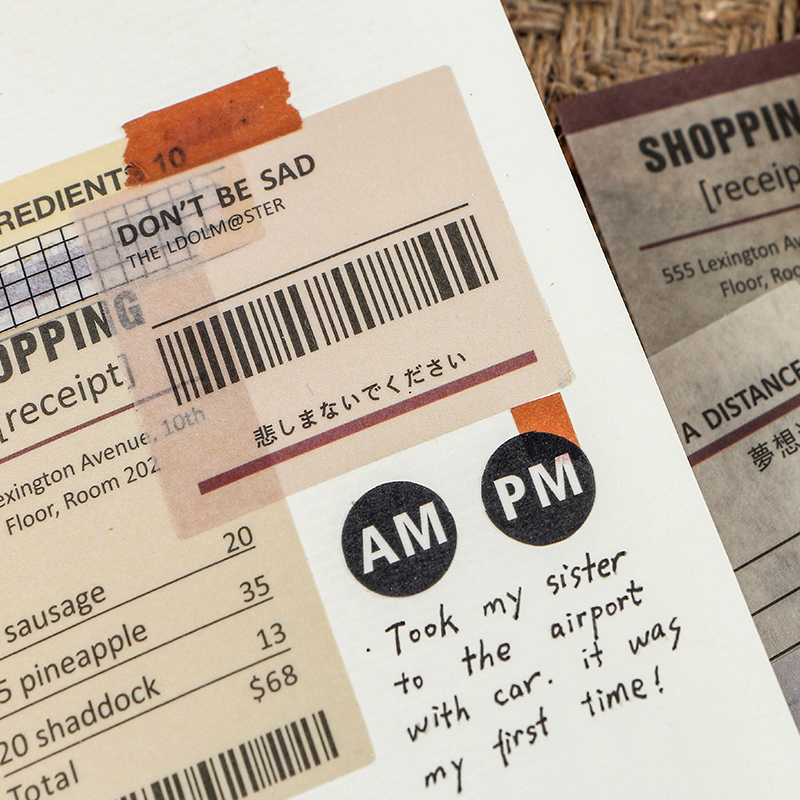 REDIENTS 10
DON'T BE SAD
THE LDOLM@STER
悲しまないでください
OPPING
[receipt]
exington Avenue, 10th
Floor, Room 202
20
sausage 35
5 pineapple 13
20 shaddock $68
Total
AM PM
. Took my sister
to the airport
with car. it was
my first time!
SHOPPIN
[receip
555 Lexington Av
Floor, Roo
A DISTANCE
夢想